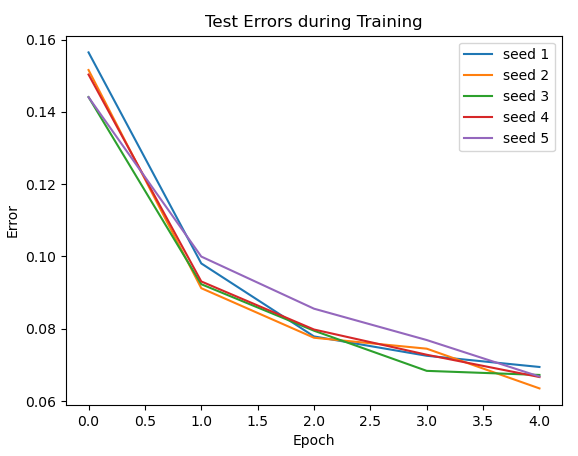 Test Errors during Training
0.16
0.14
0.12
0.10
0.08
0.06
Error
seed 1
seed 2
seed 3
seed 4
seed 5
0.0 0.5 1.0 1.5 2.0 2.5 3.0 3.5 4.0
Epoch